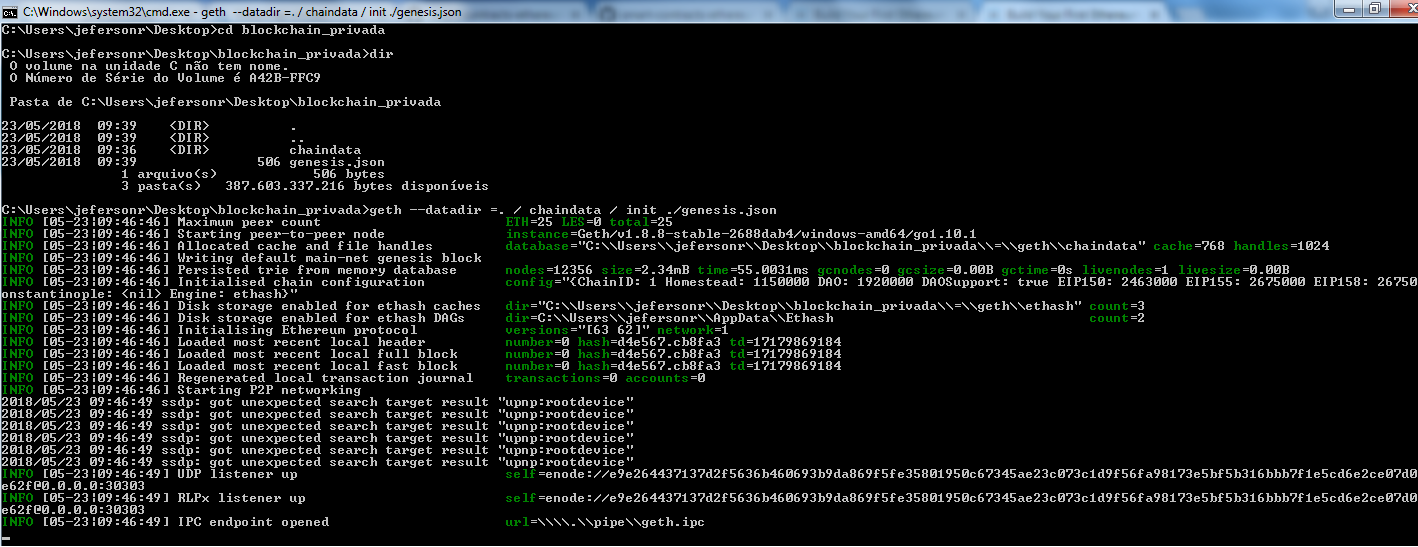 C:\Windows\system32\cmd.exe - geth  --datadir =. / chaindata / init ./genesis.json
C:\Users\jefersonr\Desktop>cd blockchain_privada
C:\Users\jefersonr\Desktop\blockchain_privada>dir
O volume na unidade C não tem nome.
O Número de Série do Volume é A42B-FFC9
Pasta de C:\Users\jefersonr\Desktop\blockchain_privada
23/05/2018  09:39    <DIR>          .
23/05/2018  09:39    <DIR>          ..
23/05/2018  09:36    <DIR>          chaindata
23/05/2018  09:39               506 genesis.json
1 arquivo(s)            506 bytes
3 pasta(s)   387.603.337.216 bytes disponíveis
C:\Users\jefersonr\Desktop\blockchain_privada>geth --datadir =. / chaindata / init ./genesis.json
INFO [05-23|09:46:46] Maximum peer count                       ETH=25 LES=0 total=25
INFO [05-23|09:46:46] Starting peer-to-peer node               instance=Geth/v1.8.8-stable-2688dab4/windows-amd64/go1.10.1
INFO [05-23|09:46:46] Allocated cache and file handles         database="C:\\Users\\jefersonr\\Desktop\\blockchain_privada\\=\\geth\\chaindata" cache=768 handles=1024
INFO [05-23|09:46:46] Writing default main-net genesis block
INFO [05-23|09:46:46] Persisted trie from memory database      nodes=12356 size=2.34mB time=55.0031ms gcnodes=0 gcsize=0.00B gctime=0s livenodes=1 livesize=0.00B
INFO [05-23|09:46:46] Initialised chain configuration          config="{ChainID: 1 Homestead: 1150000 DAO: 1920000 DAOSupport: true EIP150: 2463000 EIP155: 2675000 EIP158: 26750
onstantinople: <nil> Engine: ethash}"
INFO [05-23|09:46:46] Disk storage enabled for ethash caches   dir="C:\\Users\\jefersonr\\Desktop\\blockchain_privada\\=\\geth\\ethash" count=3
INFO [05-23|09:46:46] Disk storage enabled for ethash DAGs     dir=C:\\Users\\jefersonr\\AppData\\Ethash                                count=2
INFO [05-23|09:46:46] Initialising Ethereum protocol           versions="[63 62]" network=1
INFO [05-23|09:46:46] Loaded most recent local header          number=0 hash=d4e567.cb8fa3 td=17179869184
INFO [05-23|09:46:46] Loaded most recent local full block      number=0 hash=d4e567.cb8fa3 td=17179869184
INFO [05-23|09:46:46] Loaded most recent local fast block      number=0 hash=d4e567.cb8fa3 td=17179869184
INFO [05-23|09:46:46] Regenerated local transaction journal    transactions=0 accounts=0
INFO [05-23|09:46:46] Starting P2P networking
2018/05/23 09:46:49 ssdp: got unexpected search target result "upnp:rootdevice"
2018/05/23 09:46:49 ssdp: got unexpected search target result "upnp:rootdevice"
2018/05/23 09:46:49 ssdp: got unexpected search target result "upnp:rootdevice"
2018/05/23 09:46:49 ssdp: got unexpected search target result "upnp:rootdevice"
2018/05/23 09:46:49 ssdp: got unexpected search target result "upnp:rootdevice"
2018/05/23 09:46:49 ssdp: got unexpected search target result "upnp:rootdevice"
INFO [05-23|09:46:49] UDP listener up                          self=enode://e9e264437137d2f5636b460693b9da869f5fe35801950c67345ae23c073c1d9f56fa98173e5bf5b316bbb7f1e5cd6e2ce07d0
e62f@0.0.0.0:30303
INFO [05-23|09:46:49] RLPx listener up                         self=enode://e9e264437137d2f5636b460693b9da869f5fe35801950c67345ae23c073c1d9f56fa98173e5bf5b316bbb7f1e5cd6e2ce07d0
e62f@0.0.0.0:30303
INFO [05-23|09:46:49] IPC endpoint opened                      url=\\\\.\\pipe\\geth.ipc